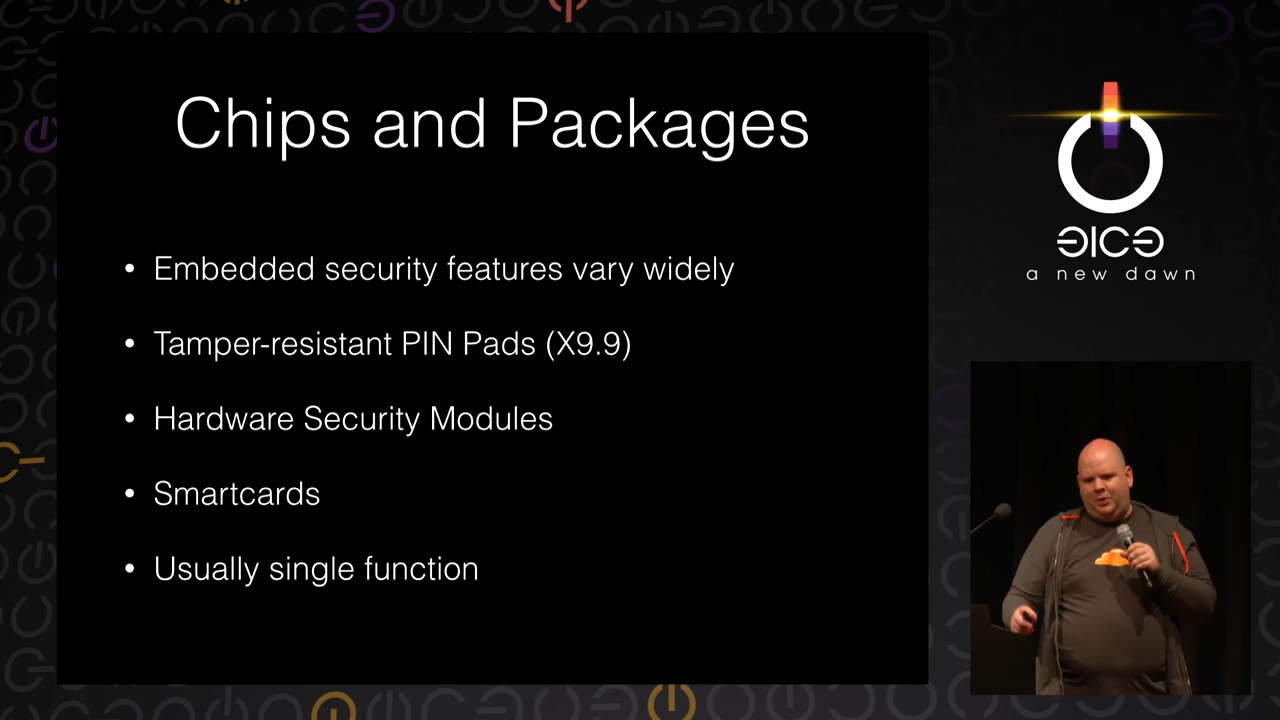 Chips and Packages
• Embedded security features vary widely
• Tamper-resistant PIN Pads (X9.9)
• Hardware Security Modules
• Smartcards
• Usually single function
ƎICƎ
a new dawn